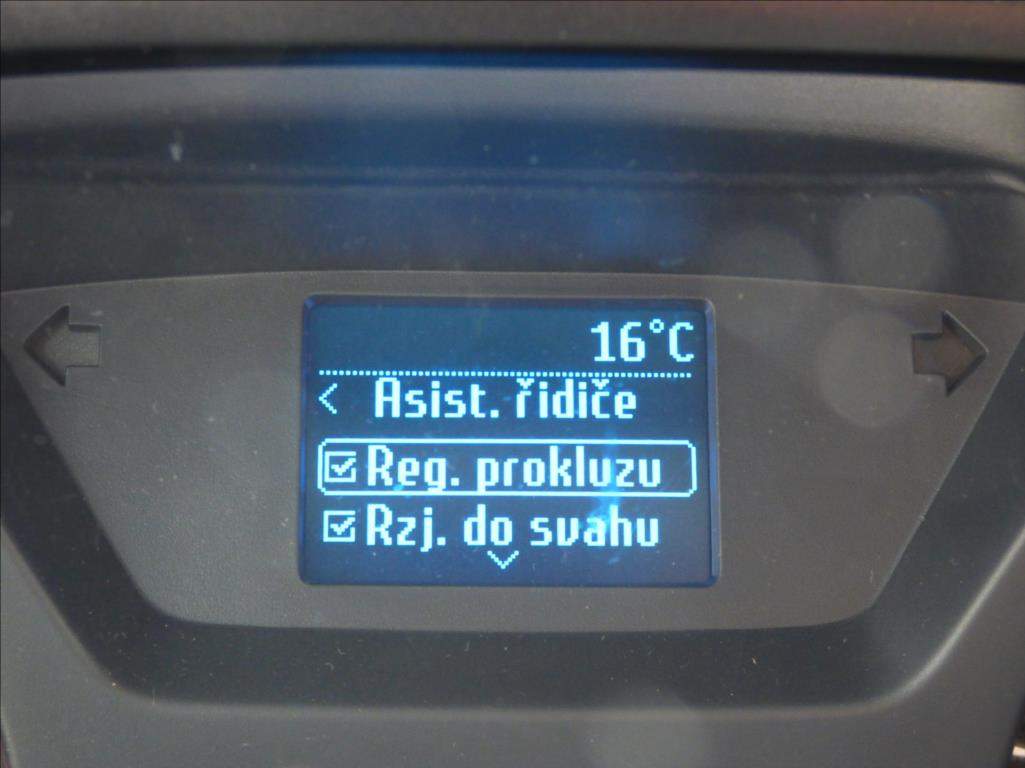 16°C
< Asist. řidiče
Reg. prokluzu
Rzj. do svahu